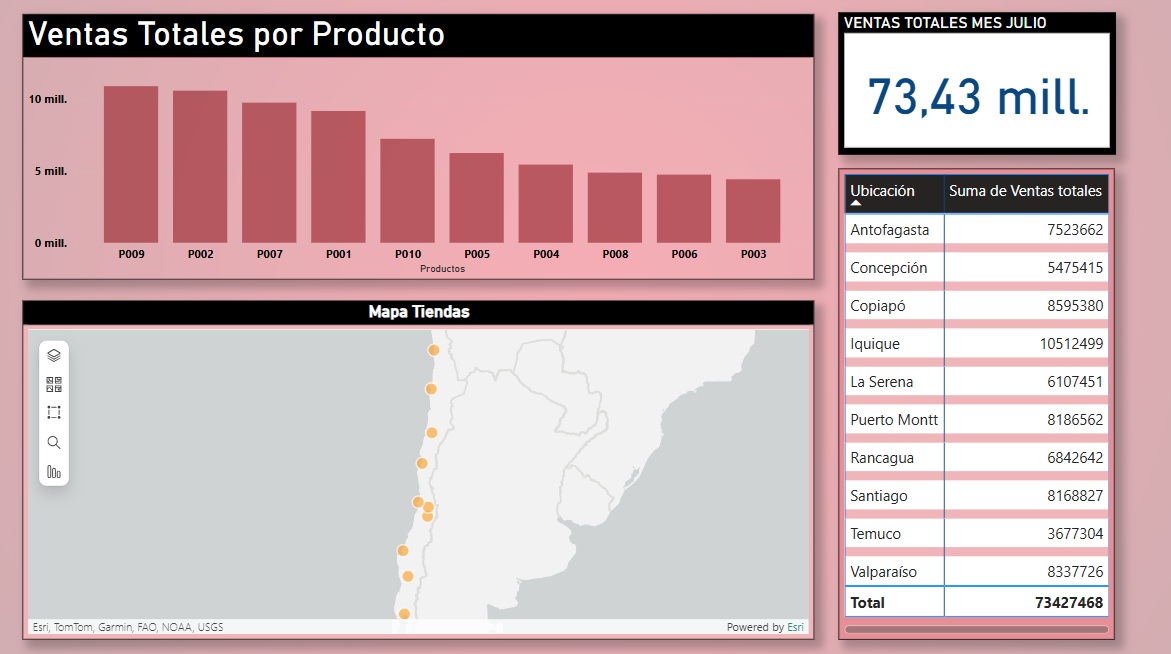 Ventas Totales por Producto
10 mill.
5 mill.
0 mill.
P009 P002 P007 P001 P010 P005 P004 P008 P006 P003
Productos
VENTAS TOTALES MES JULIO
73,43 mill.
Ubicación Suma de Ventas totales
Antofagasta 7523662
Concepción 5475415
Copiapó 8595380
Iquique 10512499
La Serena 6107451
Puerto Montt 8186562
Rancagua 6842642
Santiago 8168827
Temuco 3677304
Valparaíso 8337726
Total 73427468
Mapa Tiendas
Esri, TomTom, Garmin, FAO, NOAA, USGS
Powered by Esri